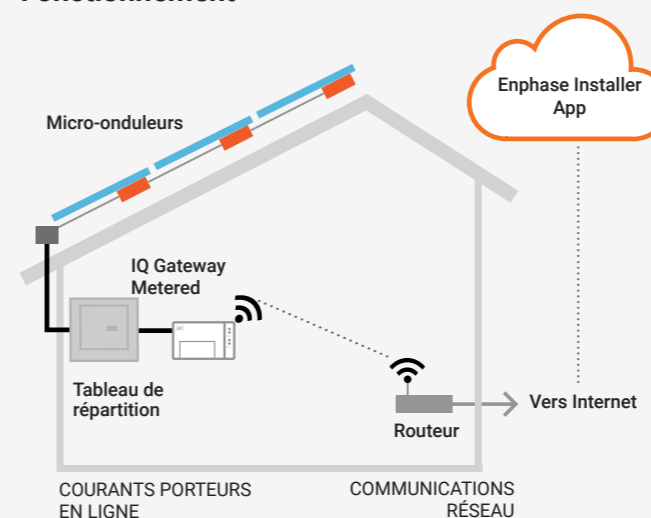 Fonctionnement
Enphase Installer
App
Micro-onduleurs
IQ Gateway
Metered
Tableau de
répartition
Vers Internet
Routeur
COURANTS PORTEURS
EN LIGNE
COMMUNICATIONS
RÉSEAU